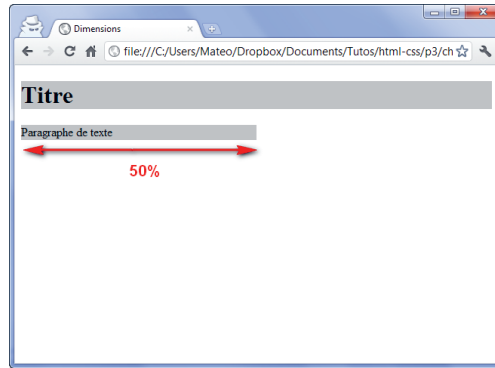 Dimensions
file:///C:/Users/Mateo/Dropbox/Documents/Tutos/html-css/p3/ch
Titre
Paragraphe de texte
50%